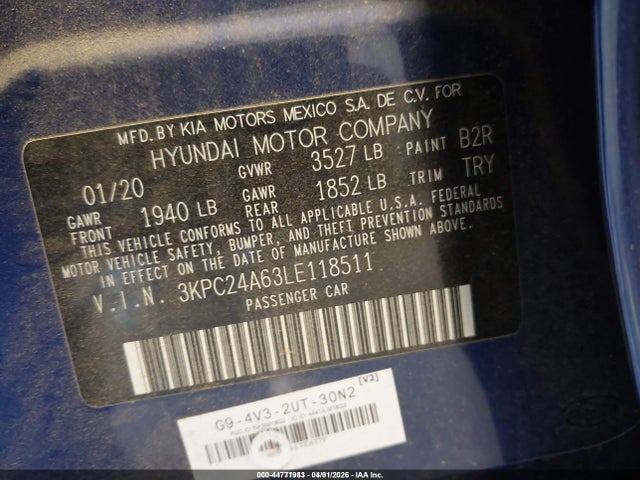 MFD. BY KIA MOTORS MEXICO S.A. DE C.V. FOR
HYUNDAI MOTOR COMPANY
01/20 GVWR 3527 LB PAINT B2R
GAWR FRONT 1940 LB GAWR REAR 1852 LB TRIM TRY
THIS VEHICLE CONFORMS TO ALL APPLICABLE U.S.A. FEDERAL
MOTOR VEHICLE SAFETY, BUMPER, AND THEFT PREVENTION STANDARDS
IN EFFECT ON THE DATE OF MANUFACTURE SHOWN ABOVE.
V.I.N. 3KPC24A63LE118511
PASSENGER CAR
G9-4V3-2UT-30N2 [V2]
000-44771983 - 04/01/2026 - IAA Inc.